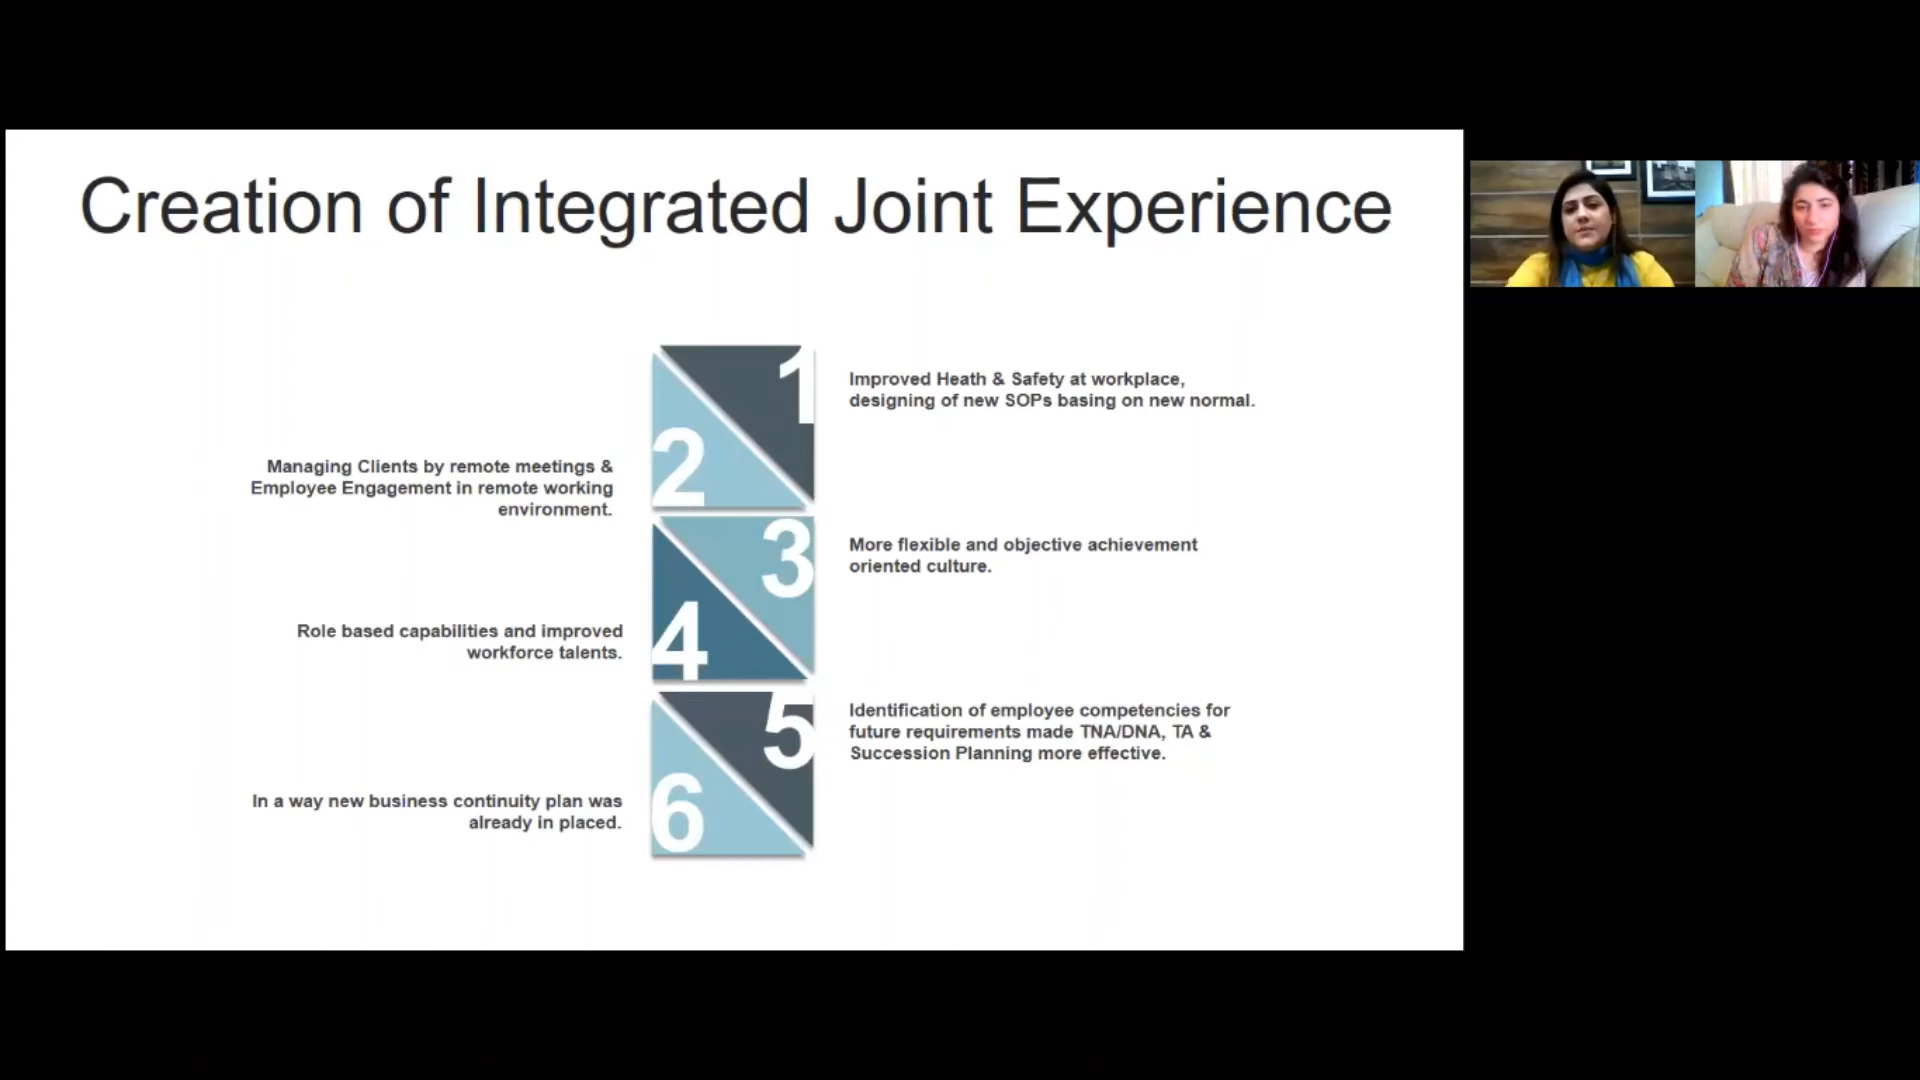 Creation of Integrated Joint Experience
1
Improved Heath & Safety at workplace,
designing of new SOPs basing on new normal.
2
Managing Clients by remote meetings &
Employee Engagement in remote working
environment.
3
More flexible and objective achievement
oriented culture.
4
Role based capabilities and improved
workforce talents.
5
Identification of employee competencies for
future requirements made TNA/DNA, TA &
Succession Planning more effective.
6
In a way new business continuity plan was
already in placed.